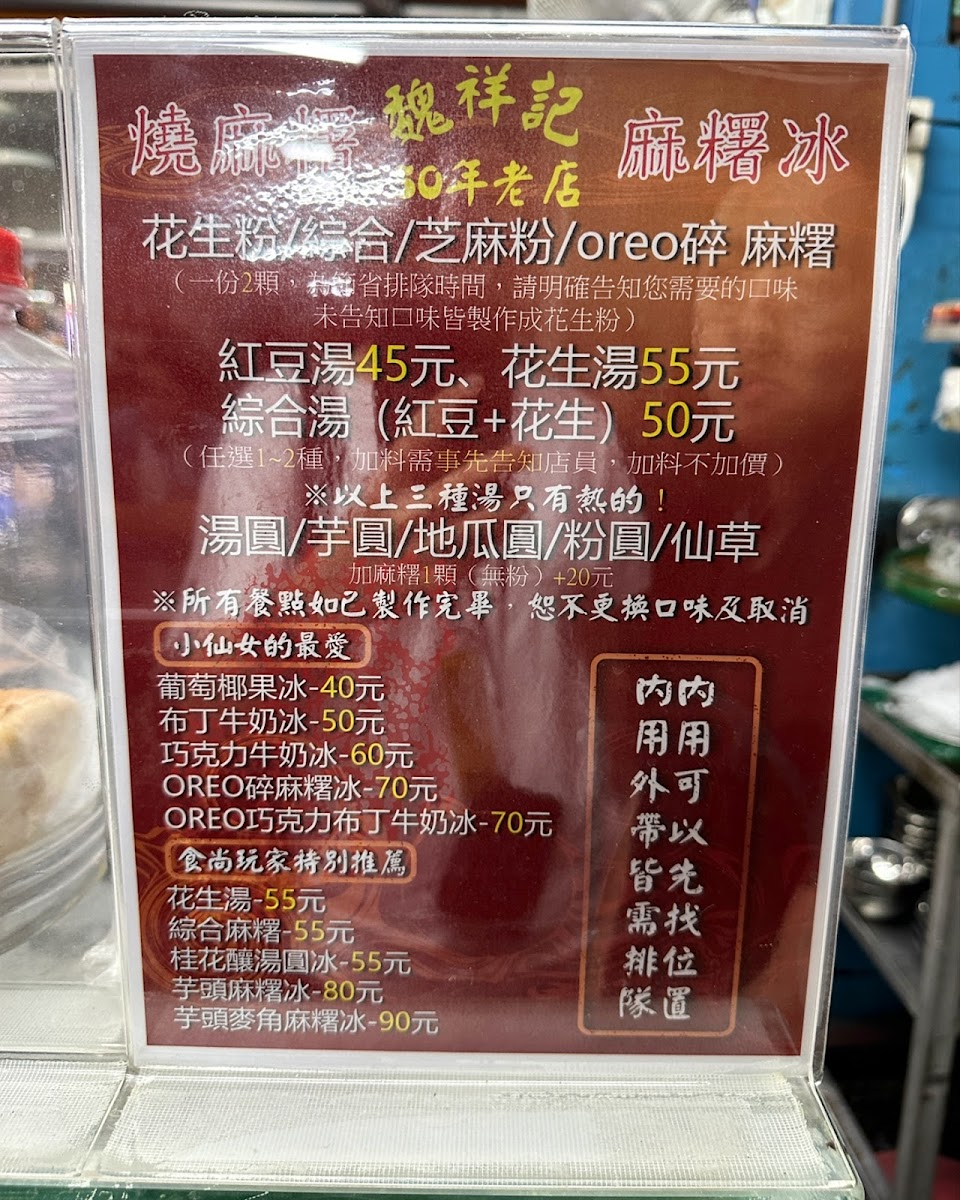 燒麻糬 魏祥記 麻糬冰
50年老店
花生粉/綜合/芝麻粉/oreo碎 麻糬
（一份2顆，為節省排隊時間，請明確告知您需要的口味
未告知口味皆製作成花生粉）
紅豆湯45元、花生湯55元
綜合湯（紅豆+花生）50元
（任選1~2種，加料需事先告知店員，加料不加價）
※以上三種湯只有熱的！
湯圓/芋圓/地瓜圓/粉圓/仙草
加麻糬1顆（無粉）+20元
※所有餐點如已製作完畢，恕不更換口味及取消
小仙女的最愛
葡萄椰果冰-40元
布丁牛奶冰-50元
巧克力牛奶冰-60元
OREO碎麻糬冰-70元
OREO巧克力布丁牛奶冰-70元
食尚玩家特別推薦
花生湯-55元
綜合麻糬-55元
桂花釀湯圓冰-55元
芋頭麻糬冰-80元
芋頭麥角麻糬冰-90元
內用可以先找位置
內用外帶皆需排隊